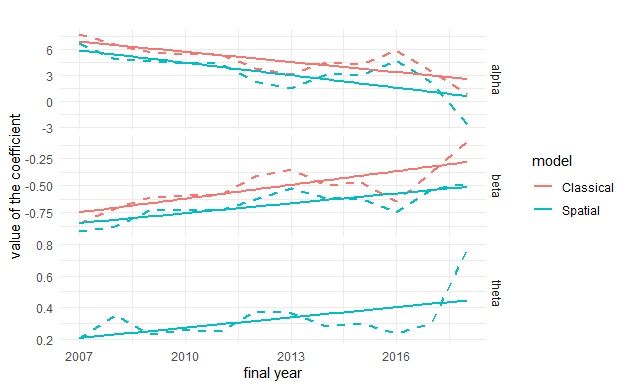 6
3
0
-3
alpha
-0.25
-0.50
-0.75
beta
0.8
0.6
0.4
0.2
theta
value of the coefficient
2007 2010 2013 2016
final year
model
Classical
Spatial